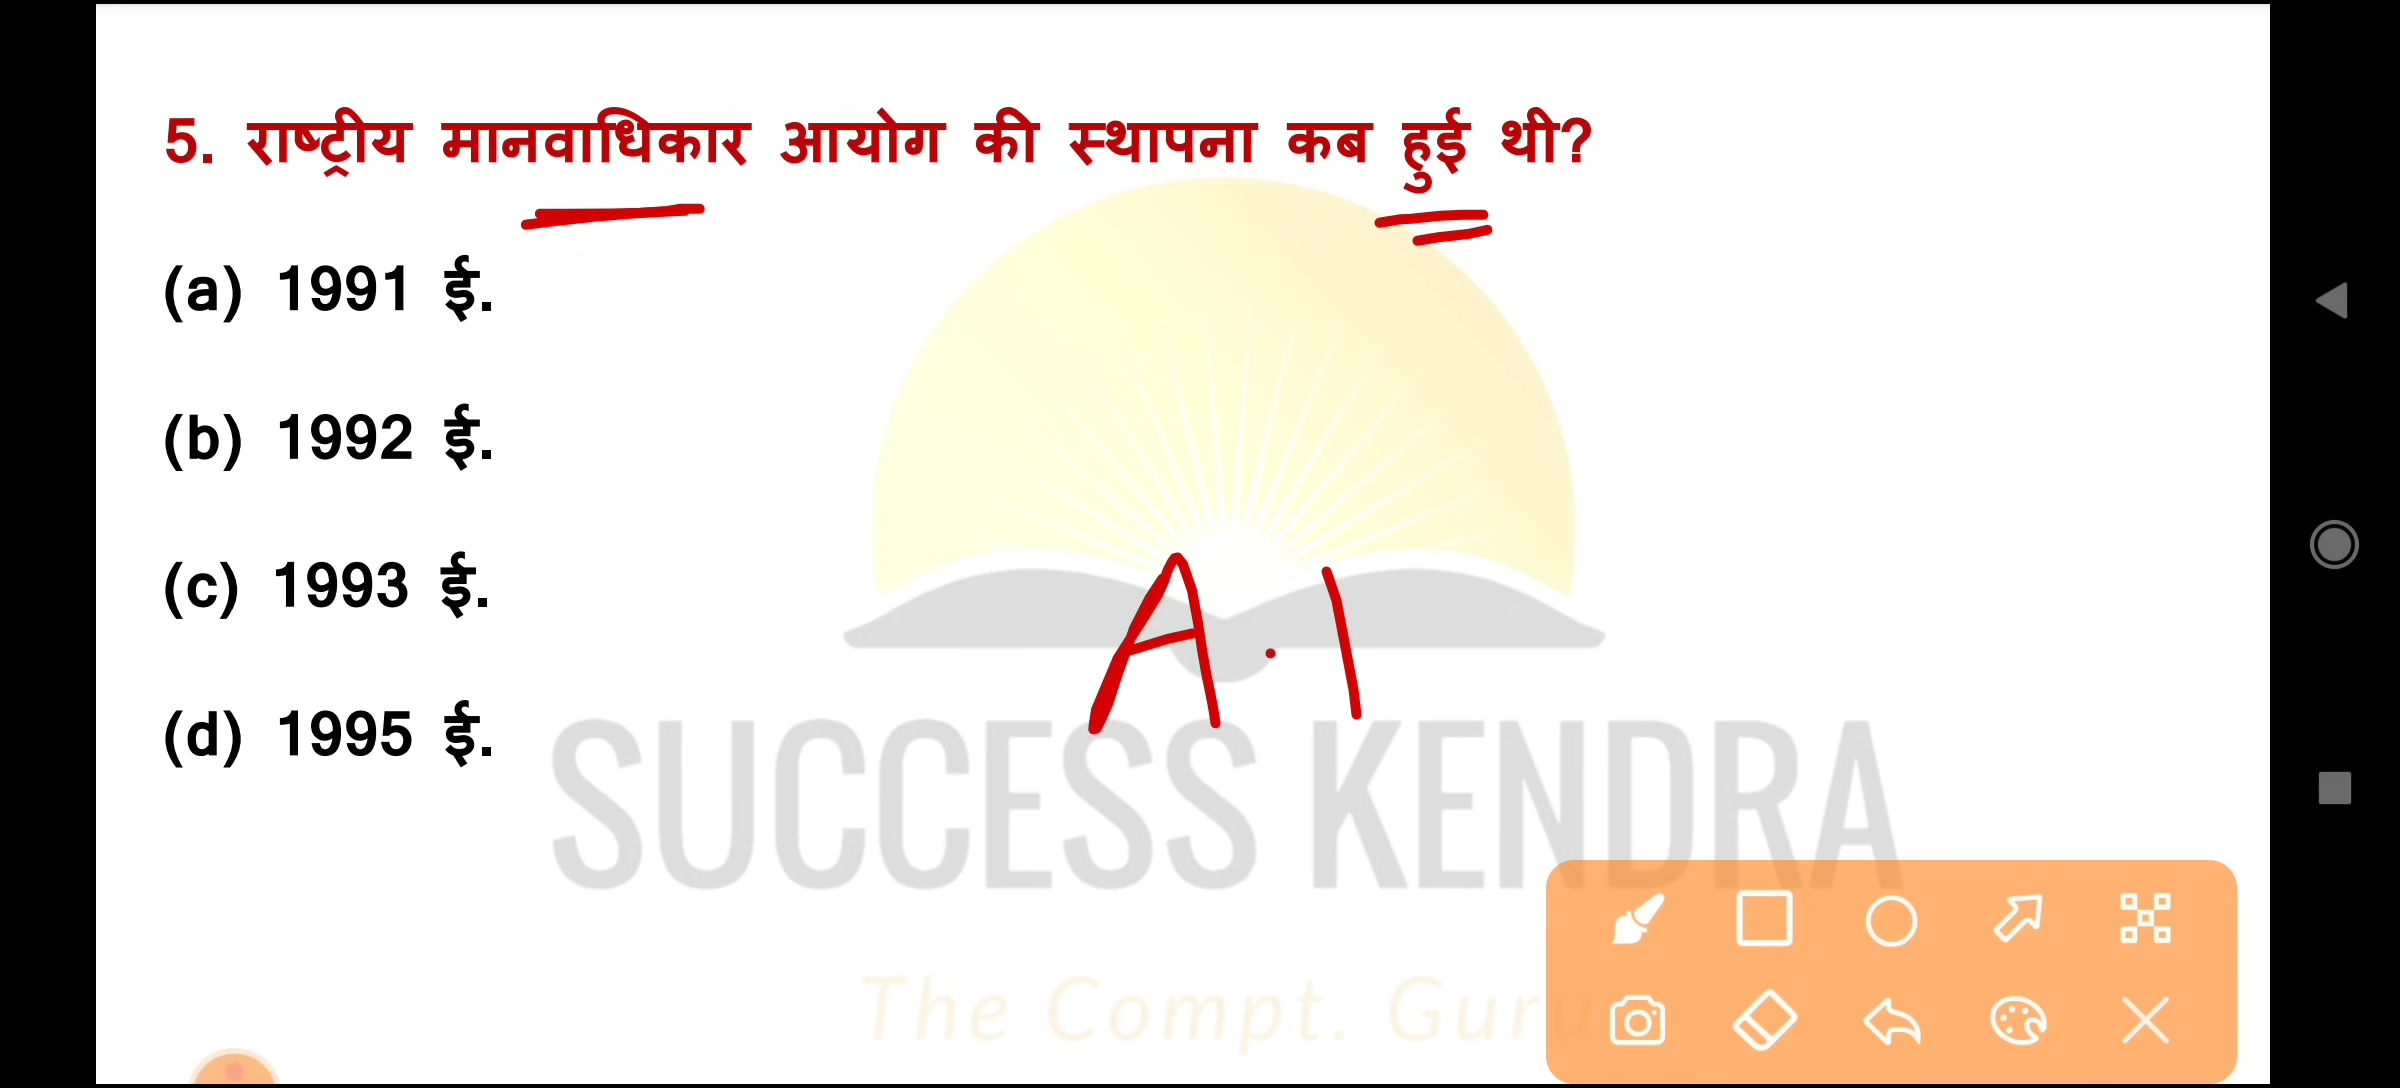 5. राष्ट्रीय मानवाधिकार आयोग की स्थापना कब हुई थी?
(a) 1991 ई.
(b) 1992 ई.
(c) 1993 ई.
(d) 1995 ई.
A. 1
SUCCESS KENDRA
The Compt. Guru